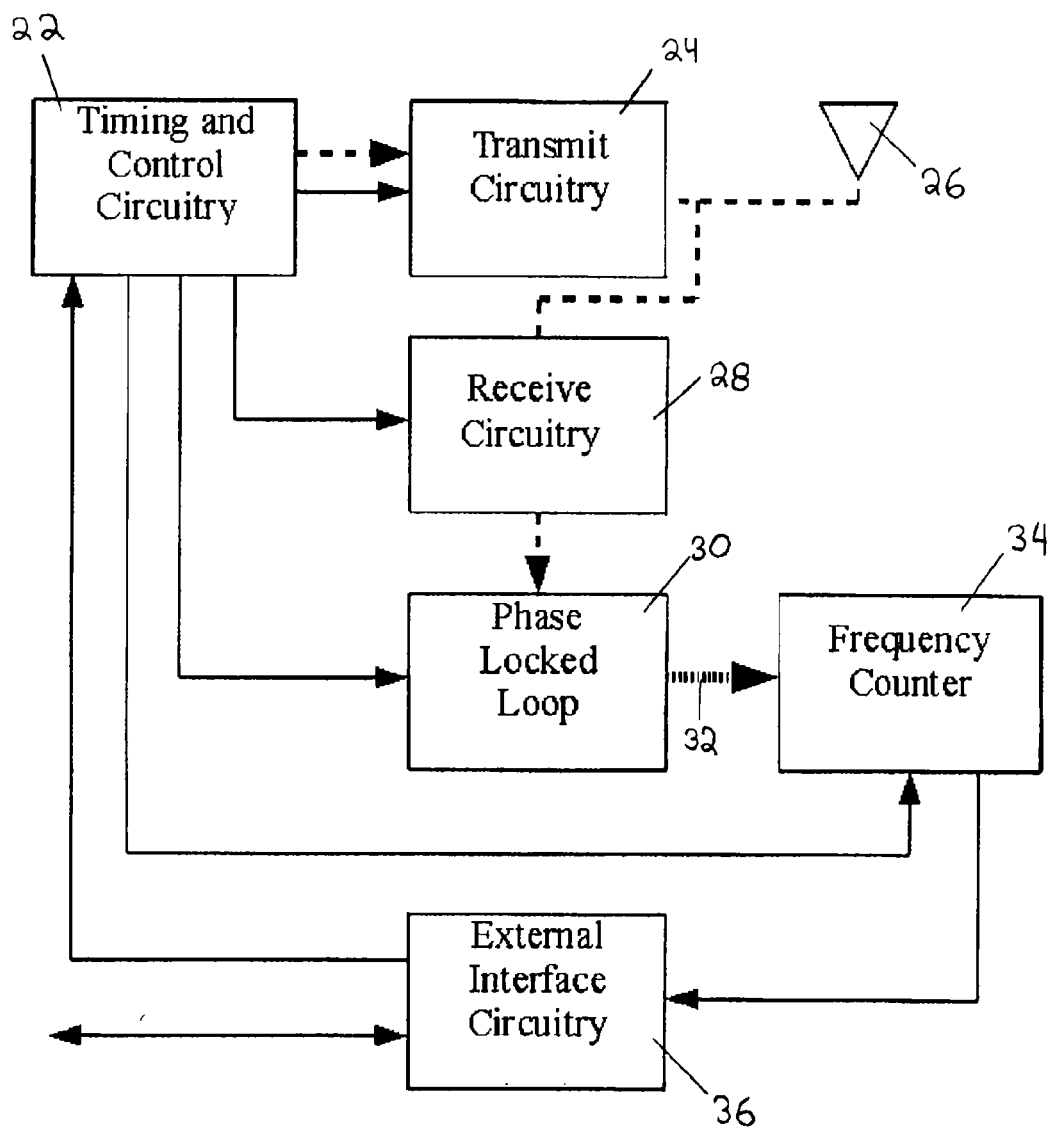 22
Timing and
Control
Circuitry
24
Transmit
Circuitry
26
Receive
Circuitry
28
Phase
Locked
Loop
30
32
34
Frequency
Counter
External
Interface
Circuitry
36